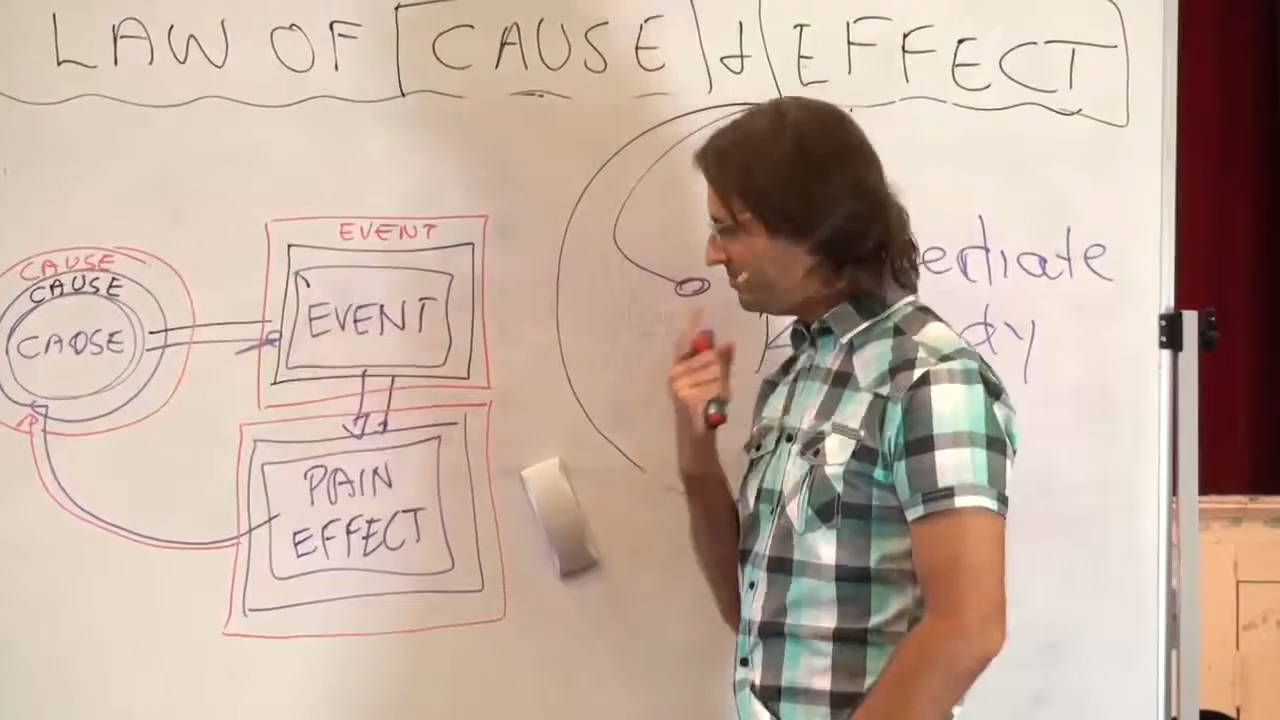 LAW OF CAUSE & EFFECT
EVENT
CAUSE
CAUSE
CAUSE
EVENT
PAIN
EFFECT